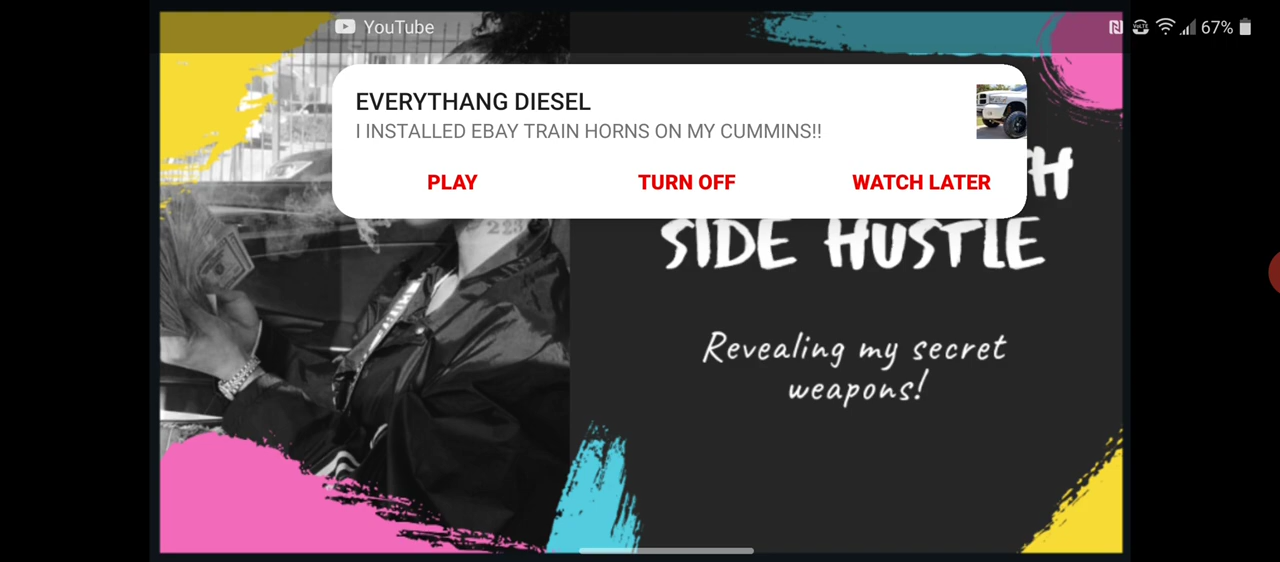 YouTube
67%
EVERYTHANG DIESEL
I INSTALLED EBAY TRAIN HORNS ON MY CUMMINS!!
PLAY TURN OFF WATCH LATER
SIDE HUSTLE
Revealing my secret
weapons!